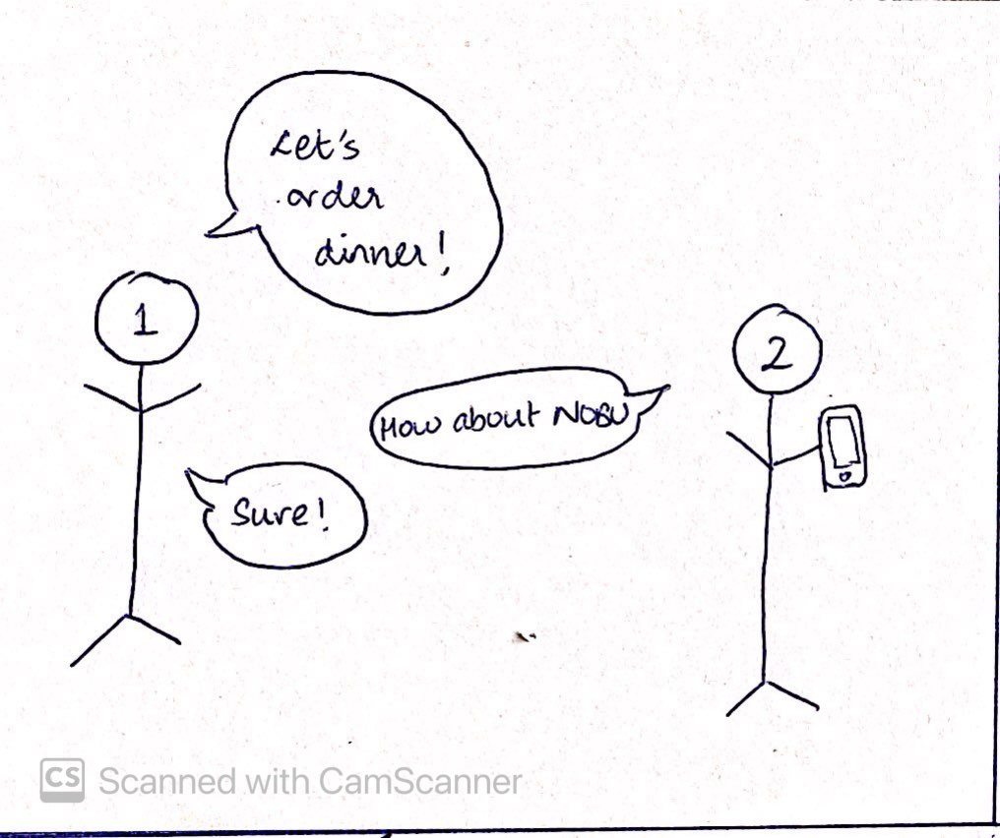 Let's
order
dinner!
1
2
How about NOBU
Sure!
CS Scanned with CamScanner